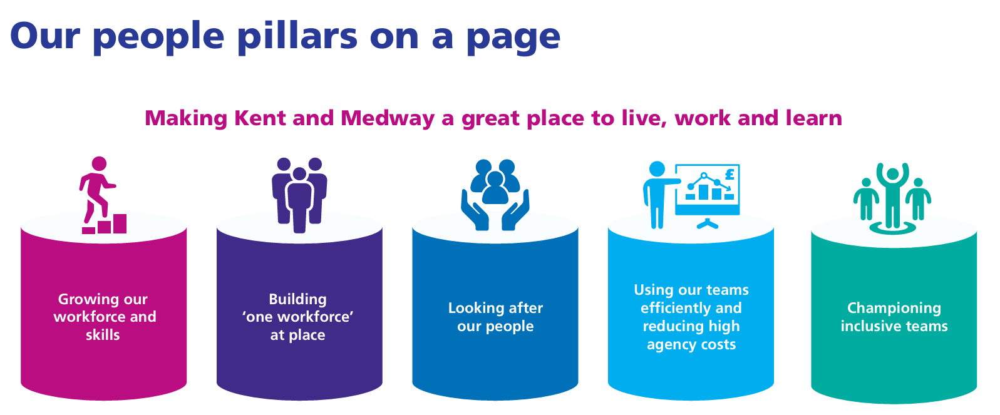 Our people pillars on a page
Making Kent and Medway a great place to live, work and learn
£
Growing our
workforce and
skills
Building
‘one workforce’
at place
Looking after
our people
Using our teams
efficiently and
reducing high
agency costs
Championing
inclusive teams